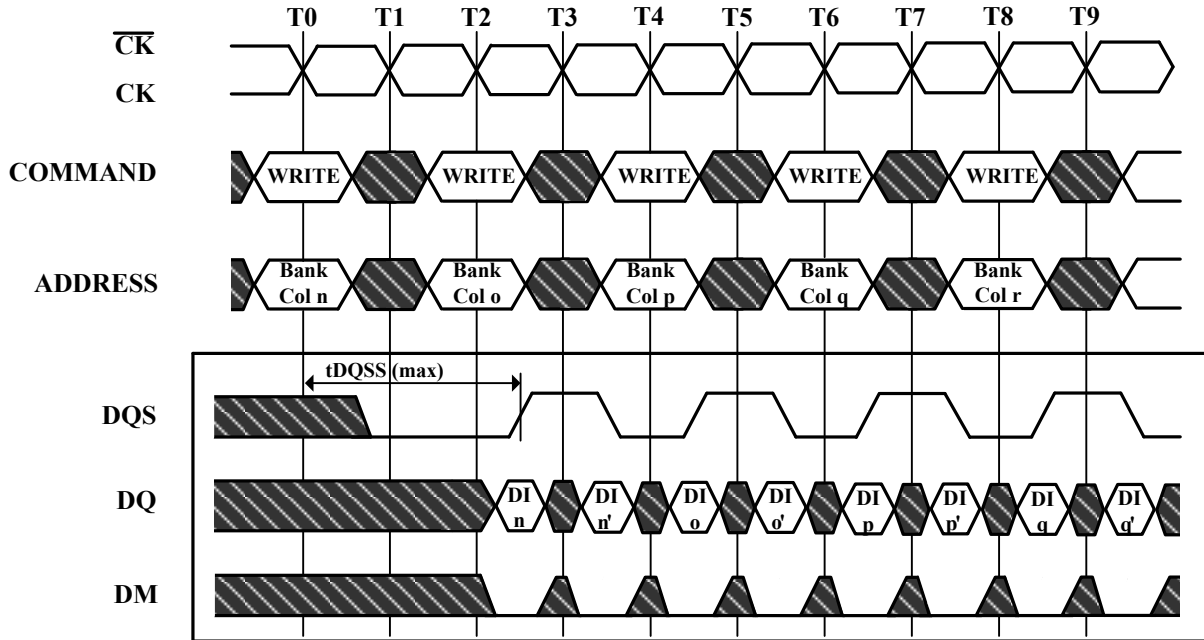 T0 T1 T2 T3 T4 T5 T6 T7 T8 T9
CK
CK
COMMAND WRITE WRITE WRITE WRITE WRITE
ADDRESS Bank Bank Bank Bank Bank
Col n Col o Col p Col q Col r
tDQSS (max)
DQS
DQ DI DI DI DI DI DI DI DI
n n' o o' p p' q q'
DM